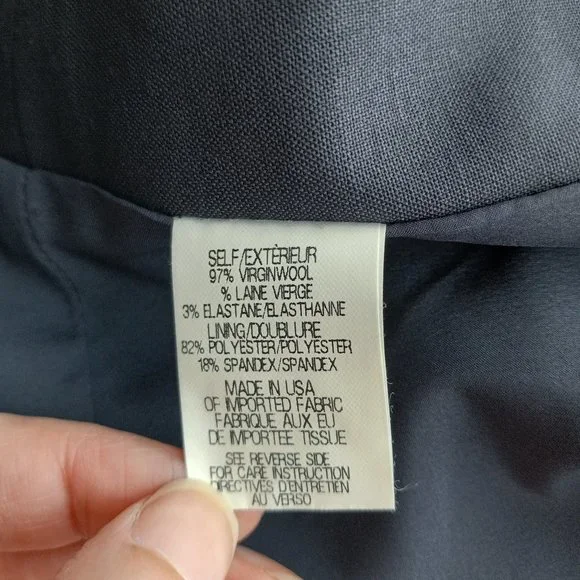 SELF/EXTÈRIEUR
97% VIRGINWOOL
% LAINE VIERGE
3% ELASTANE/ELASTHANNE
LINING/DOUBLURE
82% POLYESTER/POLYESTER
18% SPANDEX/SPANDEX
MADE IN USA
OF IMPORTED FABRIC
FABRIQUE AUX EU
DE IMPORTEE TISSUE
SEE REVERSE SIDE
FOR CARE INSTRUCTION
DIRECTIVES D'ENTRETIEN
AU VERSO